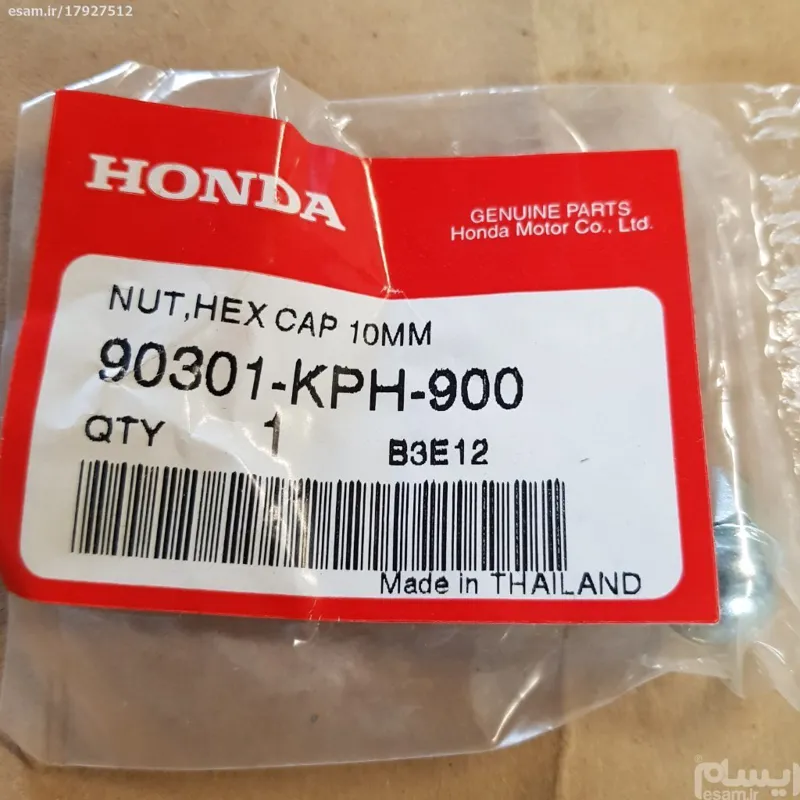 esam.ir/17927512
HONDA
GENUINE PARTS
Honda Motor Co., Ltd.
NUT,HEX CAP 10MM
90301-KPH-900
QTY 1 B3E12
Made in THAILAND
ایسام
esam.ir